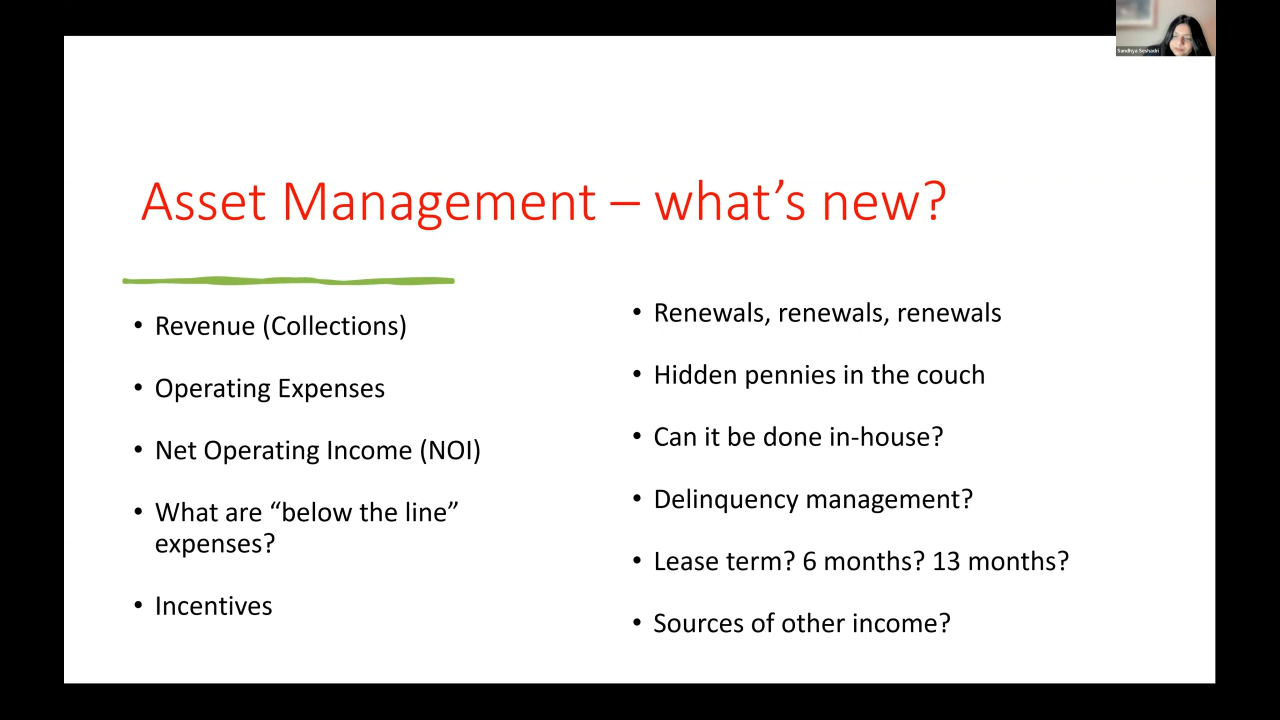 Sandhya Seshadri
Asset Management – what’s new?
• Revenue (Collections)
• Operating Expenses
• Net Operating Income (NOI)
• What are “below the line”
expenses?
• Incentives
• Renewals, renewals, renewals
• Hidden pennies in the couch
• Can it be done in-house?
• Delinquency management?
• Lease term? 6 months? 13 months?
• Sources of other income?